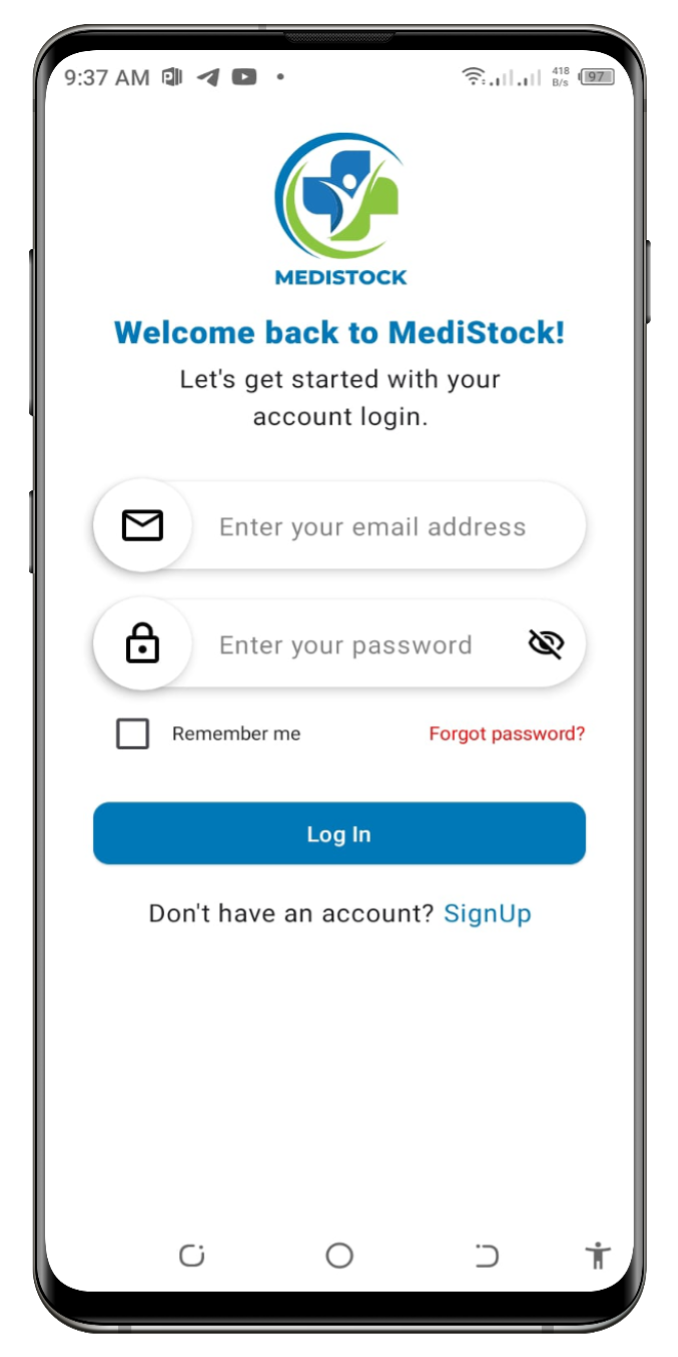 9:37 AM 418 B/s 97
MEDISTOCK
Welcome back to MediStock!
Let's get started with your
account login.
Enter your email address
Enter your password
Remember me Forgot password?
Log In
Don't have an account? SignUp